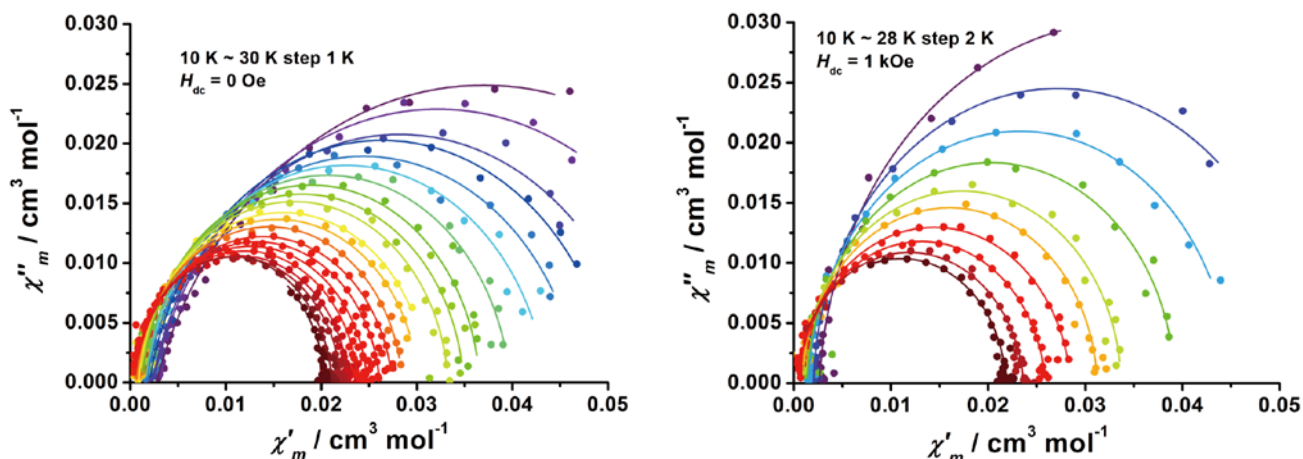 0.030
0.025
0.020
0.015
0.010
0.005
0.000
χ''ₘ / cm³ mol⁻¹
10 K ~ 30 K step 1 K
H_dc = 0 Oe
0.00 0.01 0.02 0.03 0.04 0.05
χ'ₘ / cm³ mol⁻¹
0.030
0.025
0.020
0.015
0.010
0.005
0.000
χ''ₘ / cm³ mol⁻¹
10 K ~ 28 K step 2 K
H_dc = 1 kOe
0.00 0.01 0.02 0.03 0.04 0.05
χ'ₘ / cm³ mol⁻¹